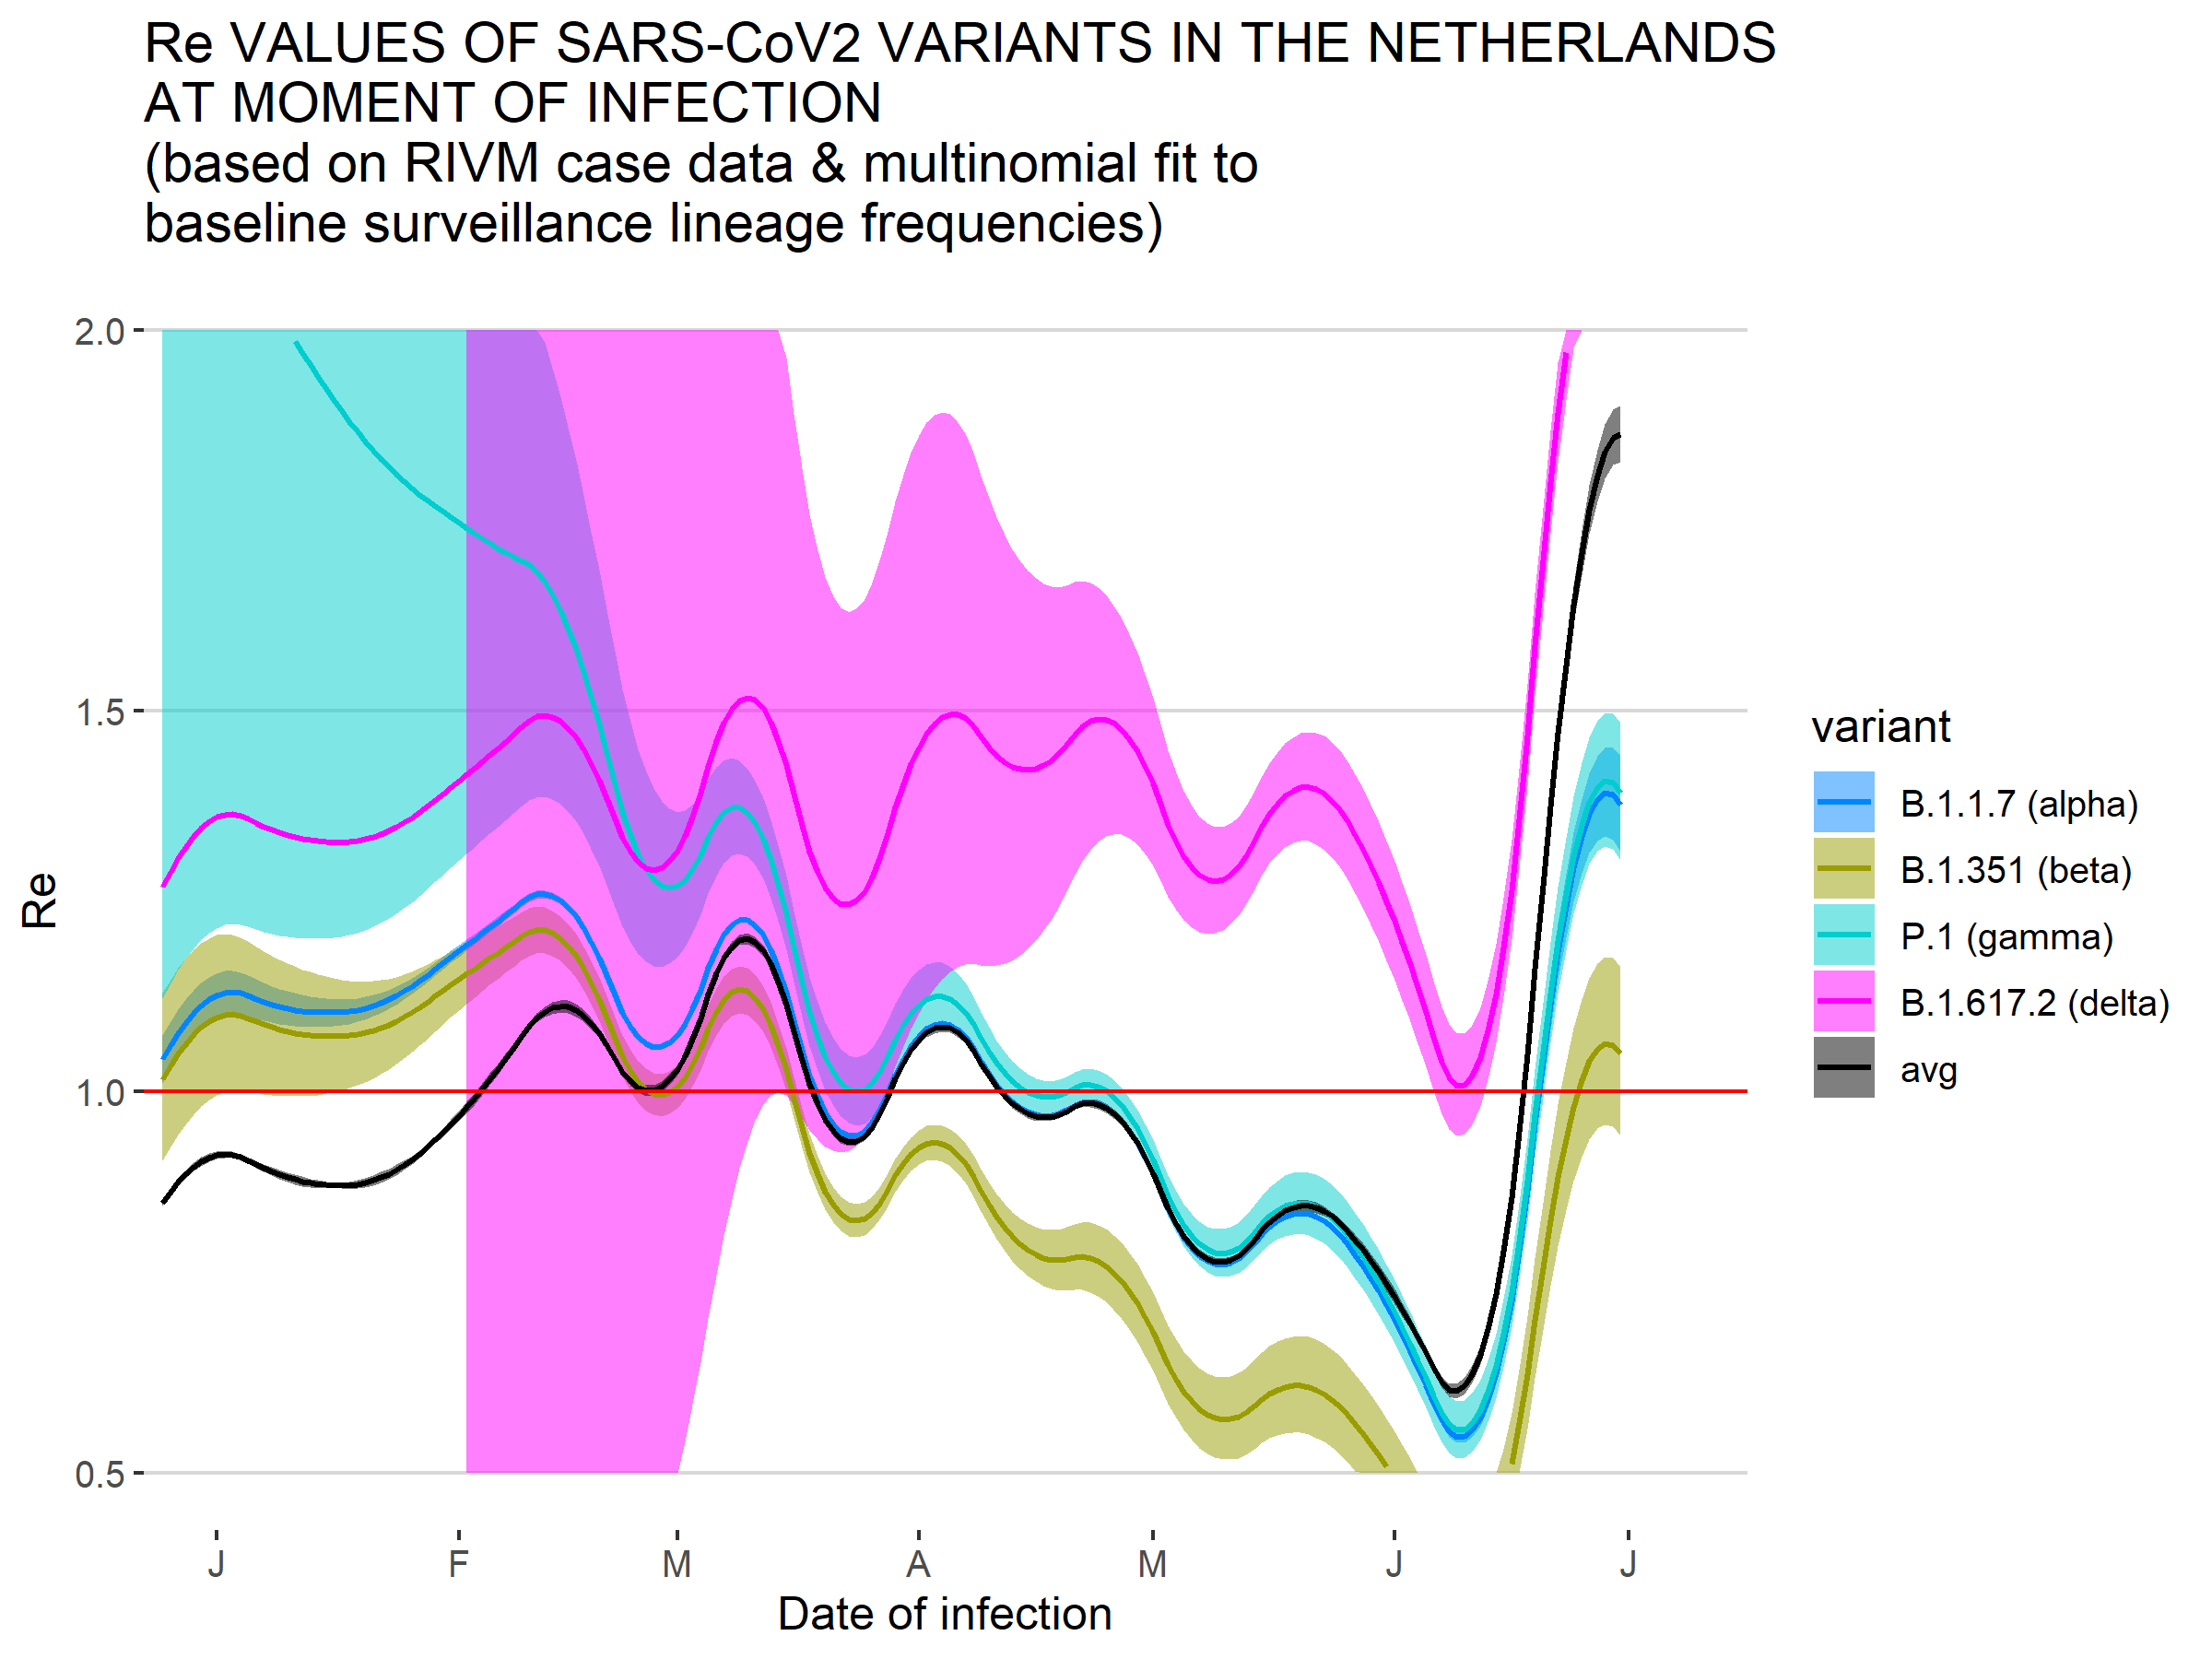 Re VALUES OF SARS-CoV2 VARIANTS IN THE NETHERLANDS
AT MOMENT OF INFECTION
(based on RIVM case data & multinomial fit to
baseline surveillance lineage frequencies)
2.0
1.5
1.0
0.5
Re
J F M A M J J
Date of infection
variant
B.1.1.7 (alpha)
B.1.351 (beta)
P.1 (gamma)
B.1.617.2 (delta)
avg